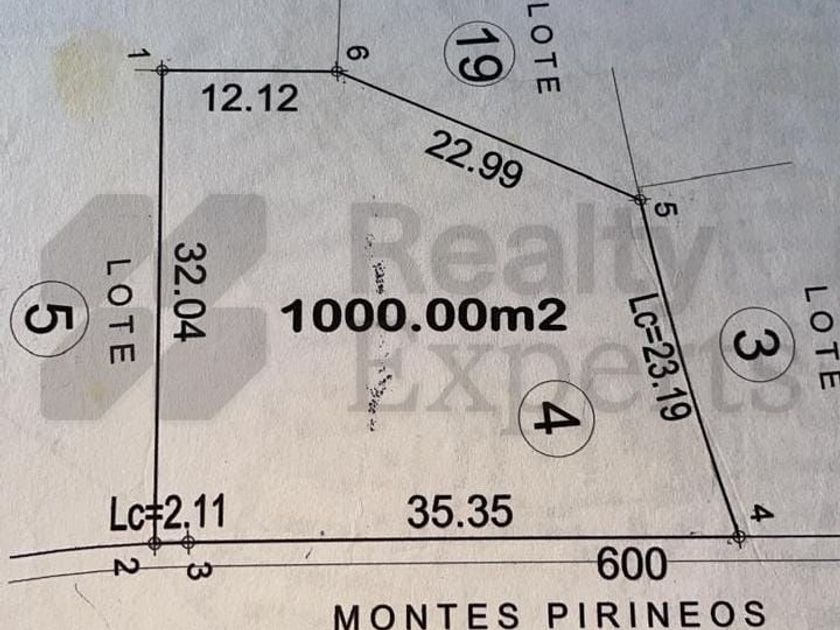 1
6
LOTE
19
12.12
22.99
5
LOTE
5
32.04
Realty
Experts
1000.00m2
Lc=23.19
LOTE
3
4
Lc=2.11
35.35
4
2
3
600
MONTES PIRINEOS